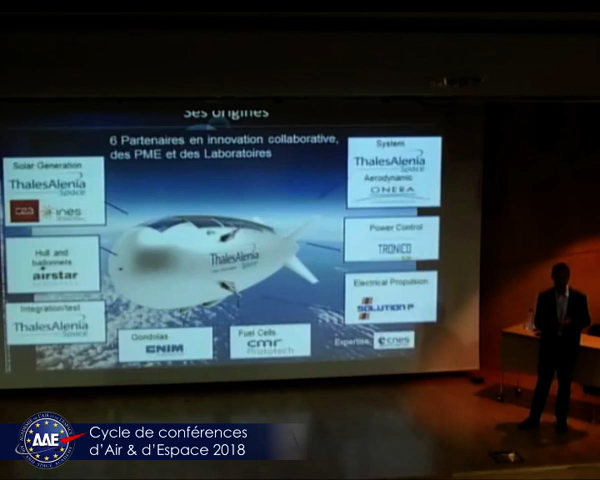 Ses origines
6 Partenaires en innovation collaborative,
des PME et des Laboratoires
Solar Generation
ThalesAlenia
Space
cea
ines
Hull and
ballonnets
airstar
Integration/test
ThalesAlenia
Space
ThalesAlenia
Gondolas
ENIM
Fuel Cells
cmr
Prototech
System
ThalesAlenia
Space
Aerodynamic
ONERA
Power Control
TRONICO
Electrical Propulsion
SOLUTION F
Expertise
cnes
AAE
Cycle de conférences
d'Air & d'Espace 2018